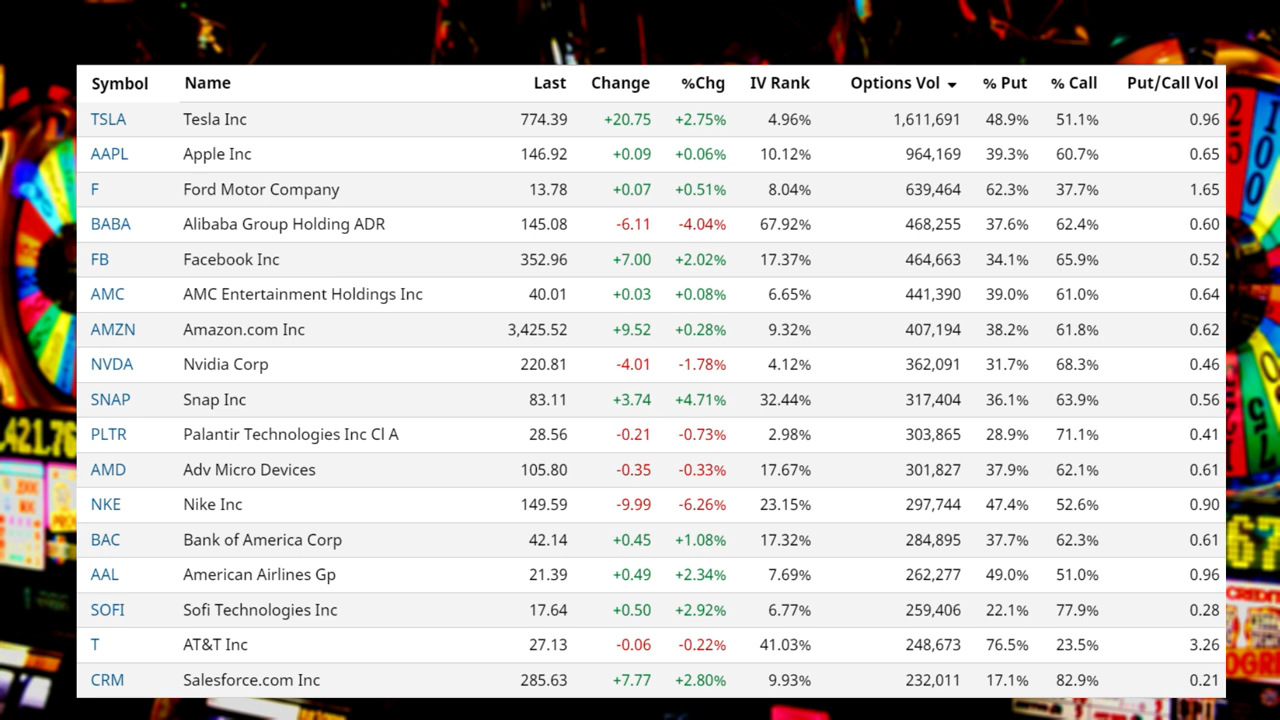 Symbol Name Last Change %Chg IV Rank Options Vol % Put % Call Put/Call Vol
TSLA Tesla Inc 774.39 +20.75 +2.75% 4.96% 1,611,691 48.9% 51.1% 0.96
AAPL Apple Inc 146.92 +0.09 +0.06% 10.12% 964,169 39.3% 60.7% 0.65
F Ford Motor Company 13.78 +0.07 +0.51% 8.04% 639,464 62.3% 37.7% 1.65
BABA Alibaba Group Holding ADR 145.08 -6.11 -4.04% 67.92% 468,255 37.6% 62.4% 0.60
FB Facebook Inc 352.96 +7.00 +2.02% 17.37% 464,663 34.1% 65.9% 0.52
AMC AMC Entertainment Holdings Inc 40.01 +0.03 +0.08% 6.65% 441,390 39.0% 61.0% 0.64
AMZN Amazon.com Inc 3,425.52 +9.52 +0.28% 9.32% 407,194 38.2% 61.8% 0.62
NVDA Nvidia Corp 220.81 -4.01 -1.78% 4.12% 362,091 31.7% 68.3% 0.46
SNAP Snap Inc 83.11 +3.74 +4.71% 32.44% 317,404 36.1% 63.9% 0.56
PLTR Palantir Technologies Inc Cl A 28.56 -0.21 -0.73% 2.98% 303,865 28.9% 71.1% 0.41
AMD Adv Micro Devices 105.80 -0.35 -0.33% 17.67% 301,827 37.9% 62.1% 0.61
NKE Nike Inc 149.59 -9.99 -6.26% 23.15% 297,744 47.4% 52.6% 0.90
BAC Bank of America Corp 42.14 +0.45 +1.08% 17.32% 284,895 37.7% 62.3% 0.61
AAL American Airlines Gp 21.39 +0.49 +2.34% 7.69% 262,277 49.0% 51.0% 0.96
SOFI Sofi Technologies Inc 17.64 +0.50 +2.92% 6.77% 259,406 22.1% 77.9% 0.28
T AT&T Inc 27.13 -0.06 -0.22% 41.03% 248,673 76.5% 23.5% 3.26
CRM Salesforce.com Inc 285.63 +7.77 +2.80% 9.93% 232,011 17.1% 82.9% 0.21